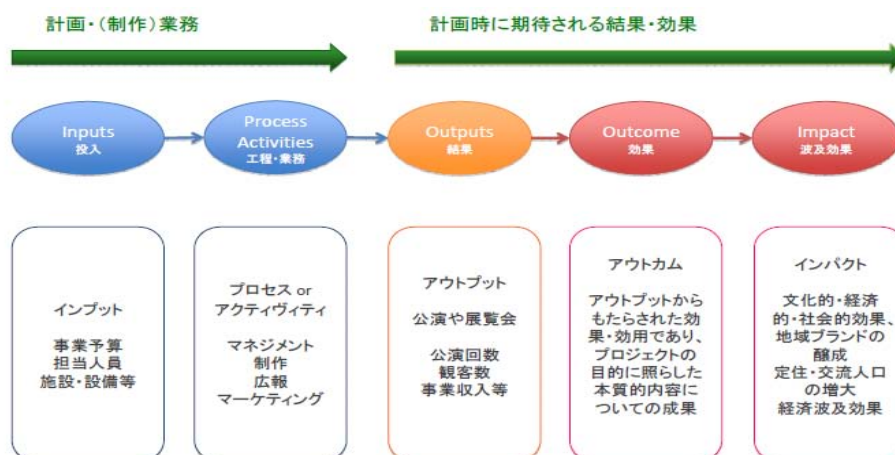 計画・(制作)業務
計画時に期待される結果・効果
Inputs
投入
Process
Activities
工程・業務
Outputs
結果
Outcome
効果
Impact
波及効果
インプット
事業予算
担当人員
施設・設備等
プロセス or
アクティヴィティ
マネジメント
制作
広報
マーケティング
アウトプット
公演や展覧会
公演回数
観客数
事業収入等
アウトカム
アウトプットから
もたらされた効
果・効用であり、
プロジェクトの
目的に照らした
本質的内容に
ついての成果
インパクト
文化的・経済
的・社会的効果、
地域ブランドの
醸成
定住・交流人口
の増大
経済波及効果